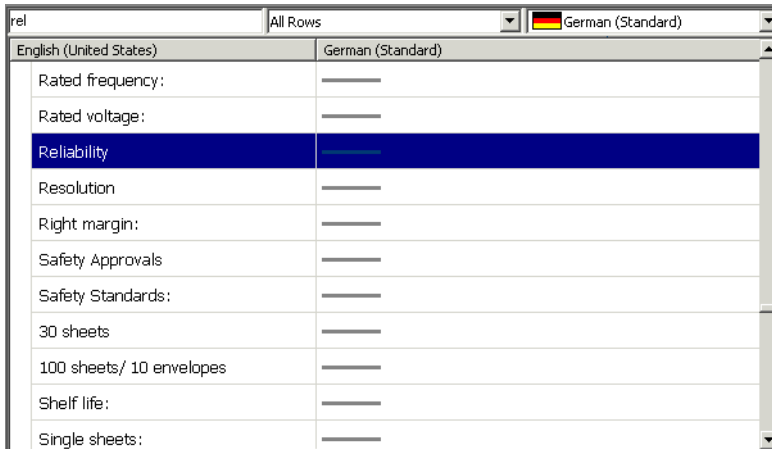 rel All Rows German (Standard)
English (United States) German (Standard)
Rated frequency:
Rated voltage:
Reliability
Resolution
Right margin:
Safety Approvals
Safety Standards:
30 sheets
100 sheets/ 10 envelopes
Shelf life:
Single sheets: